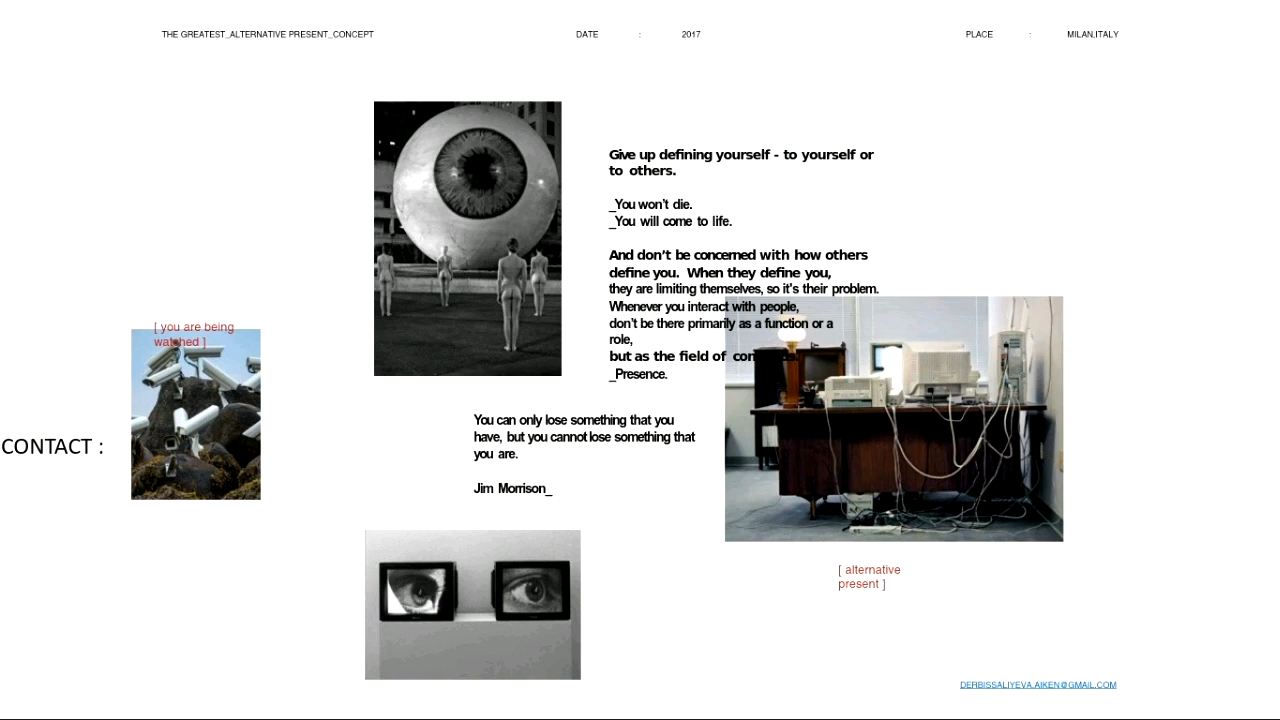 THE GREATEST_ALTERNATIVE PRESENT_CONCEPT DATE : 2017 PLACE : MILAN,ITALY
Give up defining yourself - to yourself or
to others.
_You won't die.
_You will come to life.
And don't be concerned with how others
define you. When they define you,
they are limiting themselves, so it's their problem.
Whenever you interact with people,
don't be there primarily as a function or a
role,
but as the field of
_Presence.
[ you are being
watched ]
You can only lose something that you
have, but you cannot lose something that
you are.
Jim Morrison_
CONTACT :
[ alternative
present ]
DERBISSALIYEVA.AIKEN@GMAIL.COM